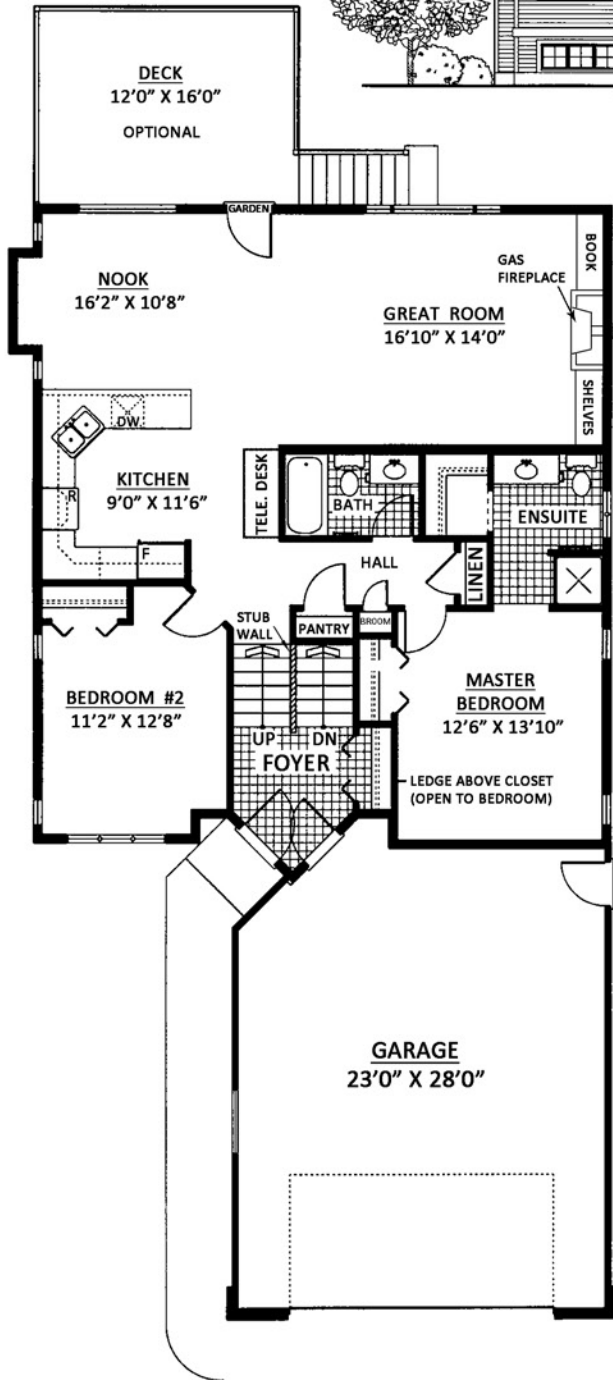 DECK
12'0” X 16'0”
OPTIONAL
GARDEN
NOOK
16'2” X 10'8”
GREAT ROOM
16'10” X 14'0”
GAS
FIREPLACE
BOOK
SHELVES
DW
KITCHEN
9'0” X 11'6”
R
F
TELE. DESK
BATH
ENSUITE
HALL
LINEN
STUB
WALL
PANTRY
BROOM
BEDROOM #2
11'2” X 12'8”
MASTER
BEDROOM
12'6” X 13'10”
UP DN
FOYER
LEDGE ABOVE CLOSET
(OPEN TO BEDROOM)
GARAGE
23'0” X 28'0”